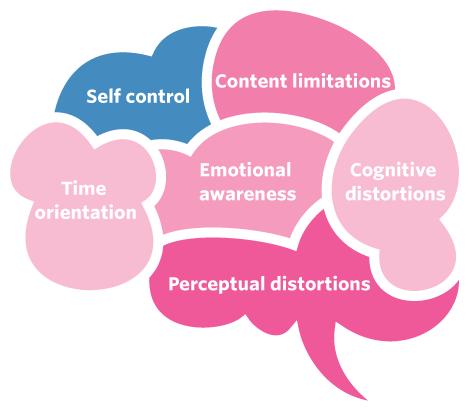 Content limitations
Self control
Emotional
awareness
Cognitive
distortions
Time
orientation
Perceptual distortions